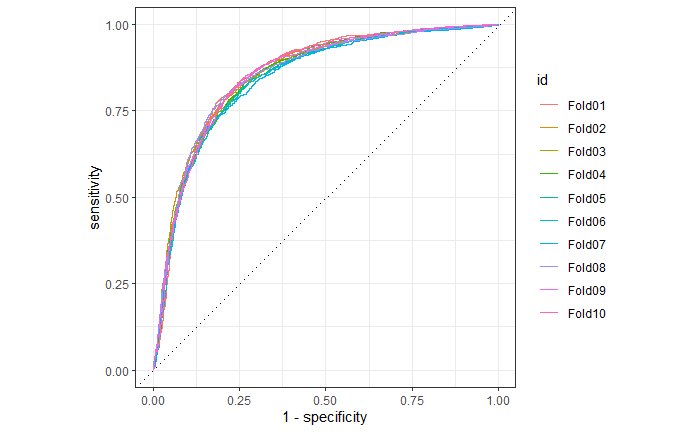 1.00
0.75
0.50
0.25
0.00
sensitivity
0.00 0.25 0.50 0.75 1.00
1 - specificity
id
Fold01
Fold02
Fold03
Fold04
Fold05
Fold06
Fold07
Fold08
Fold09
Fold10